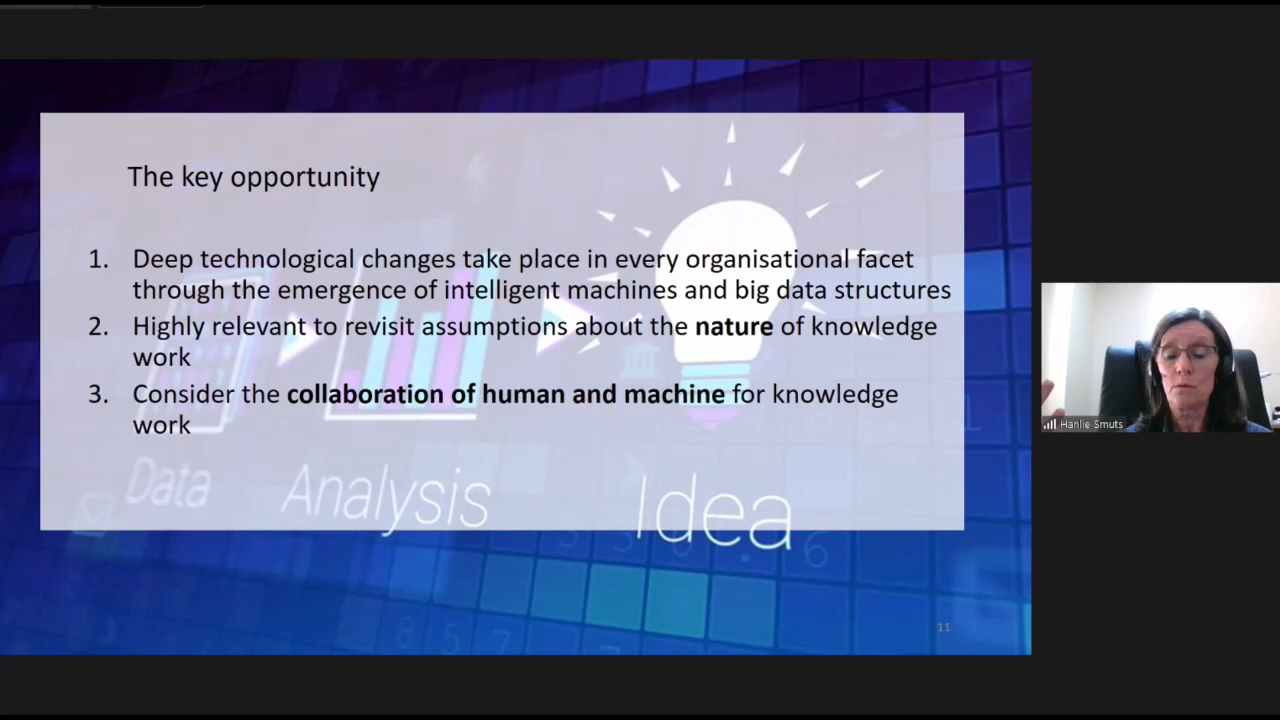 The key opportunity
1. Deep technological changes take place in every organisational facet
through the emergence of intelligent machines and big data structures
2. Highly relevant to revisit assumptions about the nature of knowledge
work
3. Consider the collaboration of human and machine for knowledge
work
Data
Analysis
Idea
11
Hanlie Smuts